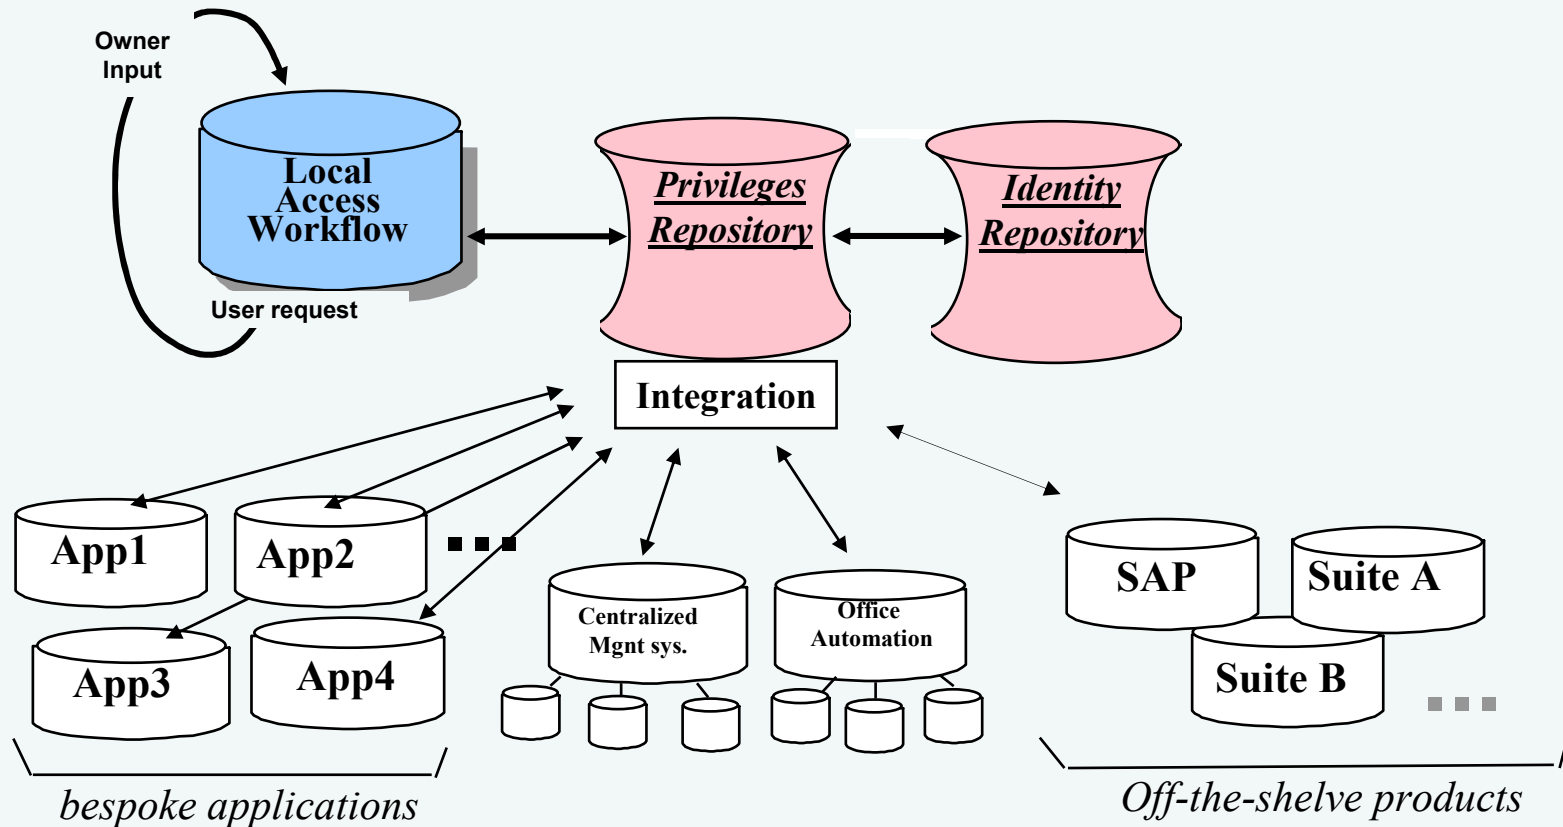 Owner
Input
Local
Access
Workflow
Privileges
Repository
Identity
Repository
User request
Integration
App1
App2
App3
App4
Centralized
Mgnt sys.
Office
Automation
SAP
Suite A
Suite B
bespoke applications
Off-the-shelve products